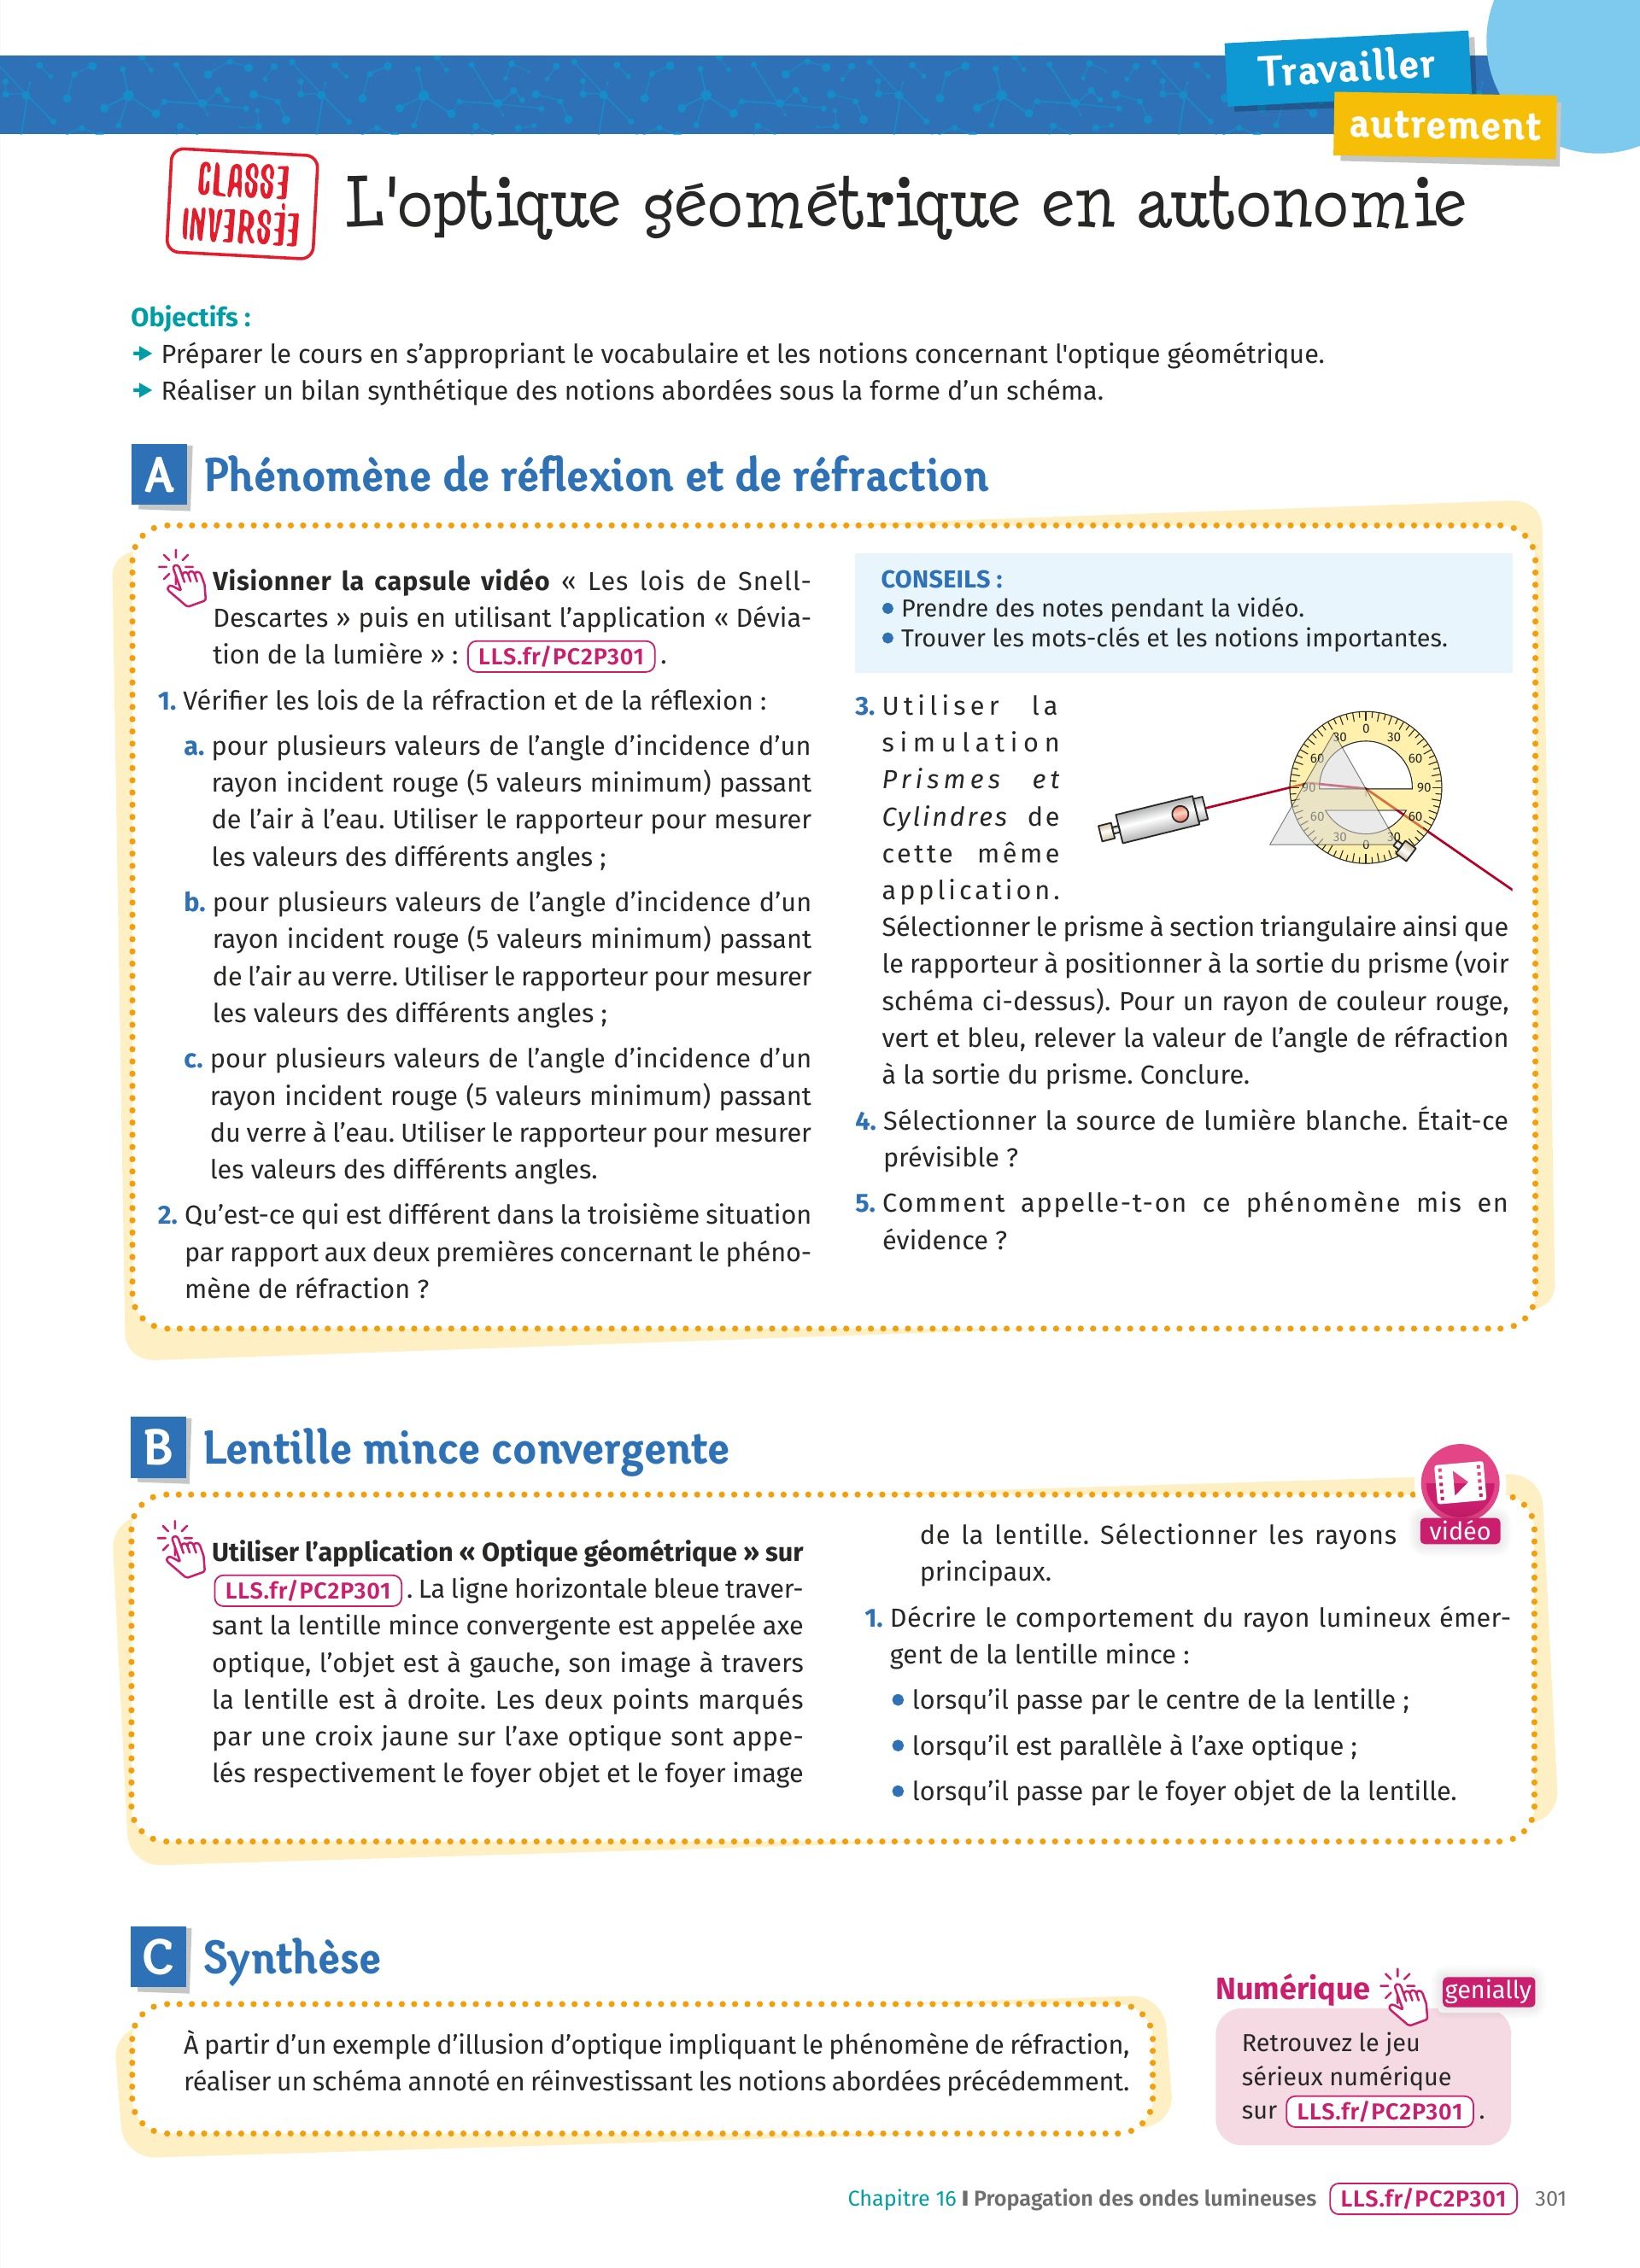 Travailler
autrement
CLASSE
INVERSÉE
L'optique géométrique en autonomie
Objectifs :
Préparer le cours en s'appropriant le vocabulaire et les notions concernant l'optique géométrique.
Réaliser un bilan synthétique des notions abordées sous la forme d'un schéma.
A Phénomène de réflexion et de réfraction
Visionner la capsule vidéo « Les lois de Snell-
Descartes » puis en utilisant l'application « Dévia-
tion de la lumière » : LLS.fr/PC2P301 .
1. Vérifier les lois de la réfraction et de la réflexion :
a. pour plusieurs valeurs de l'angle d'incidence d'un
rayon incident rouge (5 valeurs minimum) passant
de l'air à l'eau. Utiliser le rapporteur pour mesurer
les valeurs des différents angles ;
b. pour plusieurs valeurs de l'angle d'incidence d'un
rayon incident rouge (5 valeurs minimum) passant
de l'air au verre. Utiliser le rapporteur pour mesurer
les valeurs des différents angles ;
c. pour plusieurs valeurs de l'angle d'incidence d'un
rayon incident rouge (5 valeurs minimum) passant
du verre à l'eau. Utiliser le rapporteur pour mesurer
les valeurs des différents angles.
2. Qu'est-ce qui est différent dans la troisième situation
par rapport aux deux premières concernant le phéno-
mène de réfraction ?
CONSEILS :
• Prendre des notes pendant la vidéo.
• Trouver les mots-clés et les notions importantes.
3. Utiliser la
simulation
Prismes et
Cylindres de
cette même
application.
0
30 30
60 60
90 90
60 60
30 30
0
Sélectionner le prisme à section triangulaire ainsi que
le rapporteur à positionner à la sortie du prisme (voir
schéma ci-dessus). Pour un rayon de couleur rouge,
vert et bleu, relever la valeur de l'angle de réfraction
à la sortie du prisme. Conclure.
4. Sélectionner la source de lumière blanche. Était-ce
prévisible ?
5. Comment appelle-t-on ce phénomène mis en
évidence ?
B Lentille mince convergente
Utiliser l'application « Optique géométrique » sur
LLS.fr/PC2P301 . La ligne horizontale bleue traver-
sant la lentille mince convergente est appelée axe
optique, l'objet est à gauche, son image à travers
la lentille est à droite. Les deux points marqués
par une croix jaune sur l'axe optique sont appe-
lés respectivement le foyer objet et le foyer image
vidéo
de la lentille. Sélectionner les rayons
principaux.
1. Décrire le comportement du rayon lumineux émer-
gent de la lentille mince :
• lorsqu'il passe par le centre de la lentille ;
• lorsqu'il est parallèle à l'axe optique ;
• lorsqu'il passe par le foyer objet de la lentille.
C Synthèse
À partir d'un exemple d'illusion d'optique impliquant le phénomène de réfraction,
réaliser un schéma annoté en réinvestissant les notions abordées précédemment.
Numérique genially
Retrouvez le jeu
sérieux numérique
sur LLS.fr/PC2P301 .
Chapitre 16 I Propagation des ondes lumineuses LLS.fr/PC2P301 301